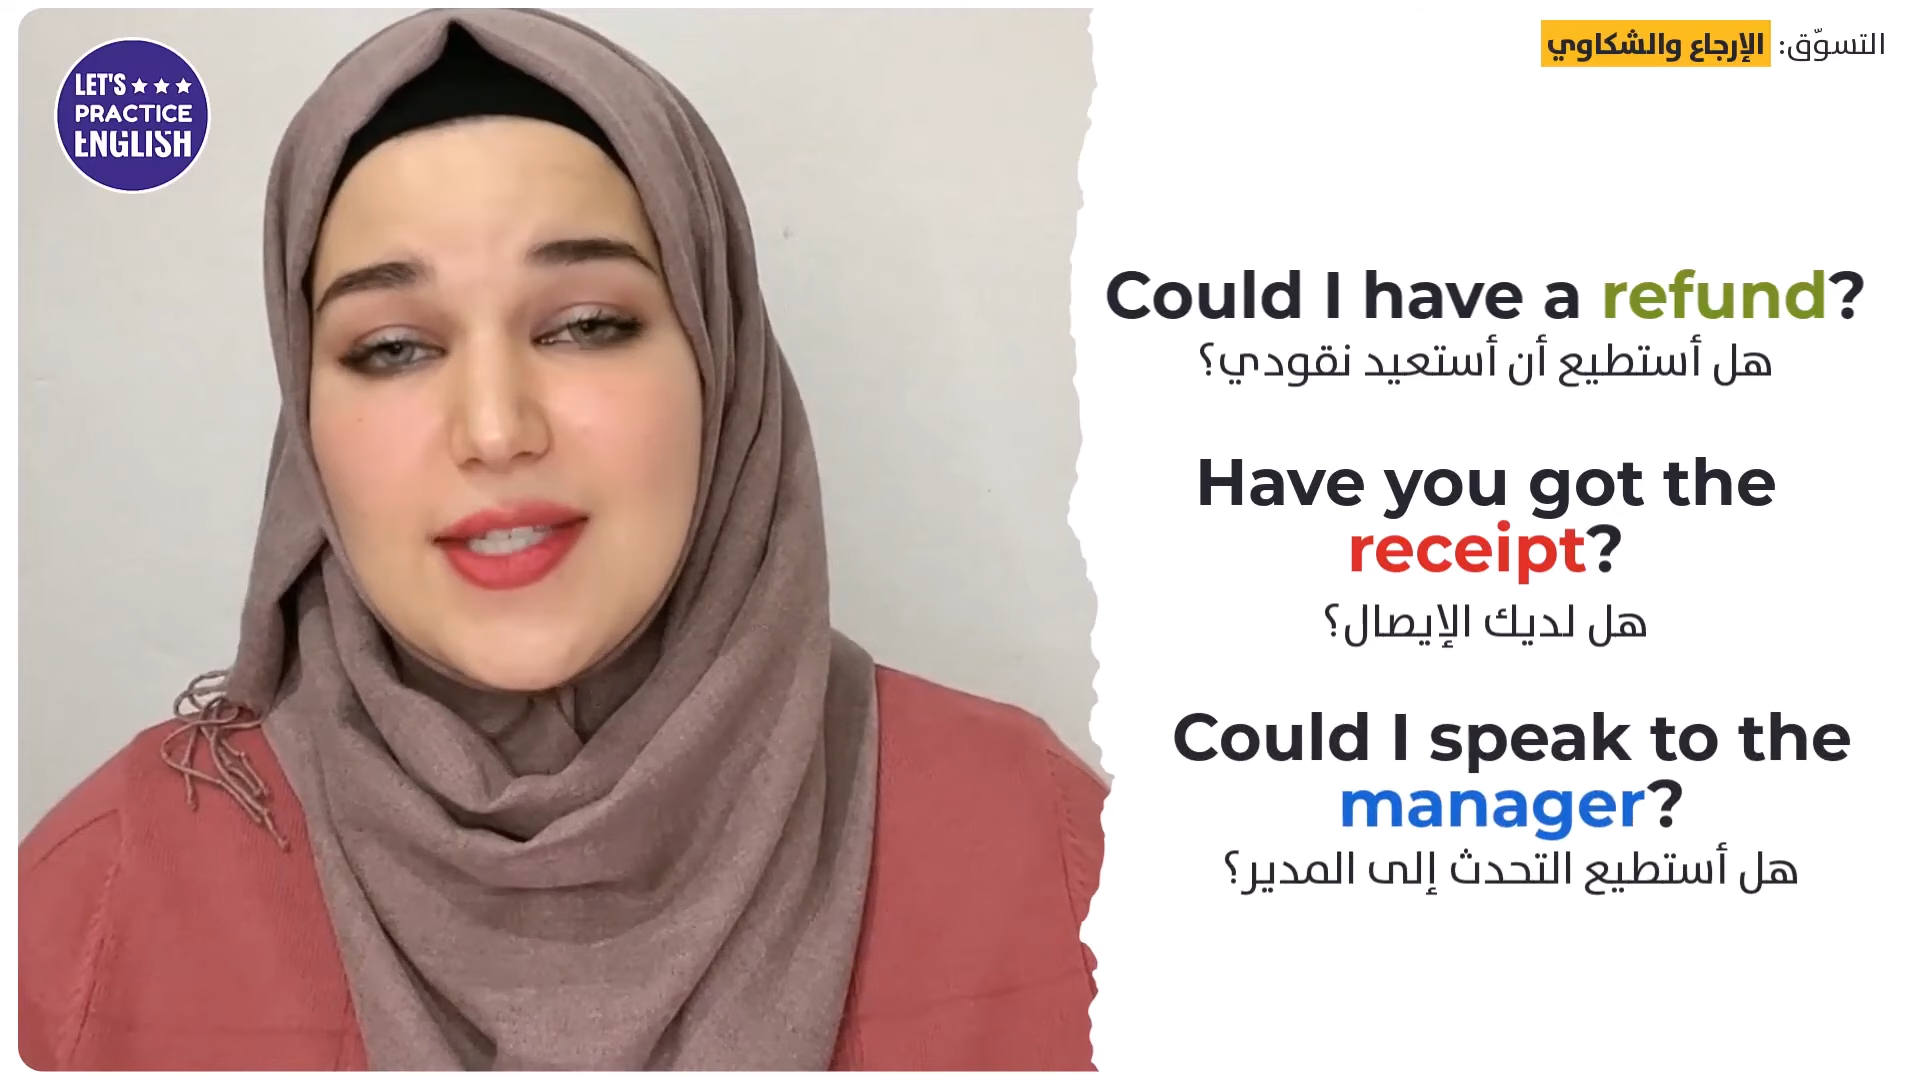 LET'S
PRACTICE
ENGLISH
التسوّق: الإرجاع والشكاوي
Could I have a refund?
هل أستطيع أن أستعيد نقودي؟
Have you got the
receipt?
هل لديك الإيصال؟
Could I speak to the
manager?
هل أستطيع التحدث إلى المدير؟